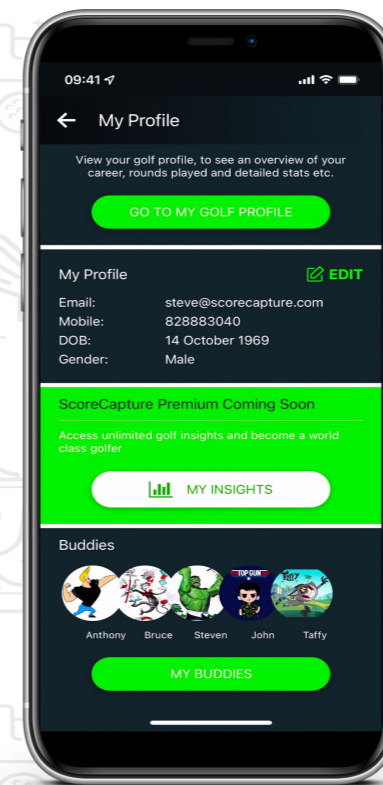 09:41
My Profile
View your golf profile, to see an overview of your
career, rounds played and detailed stats etc.
GO TO MY GOLF PROFILE
My Profile
EDIT
Email: steve@scorecapture.com
Mobile: 828883040
DOB: 14 October 1969
Gender: Male
ScoreCapture Premium Coming Soon
Access unlimited golf insights and become a world
class golfer
MY INSIGHTS
Buddies
TOP GUN
Taffy
Anthony Bruce Steven John Taffy
MY BUDDIES